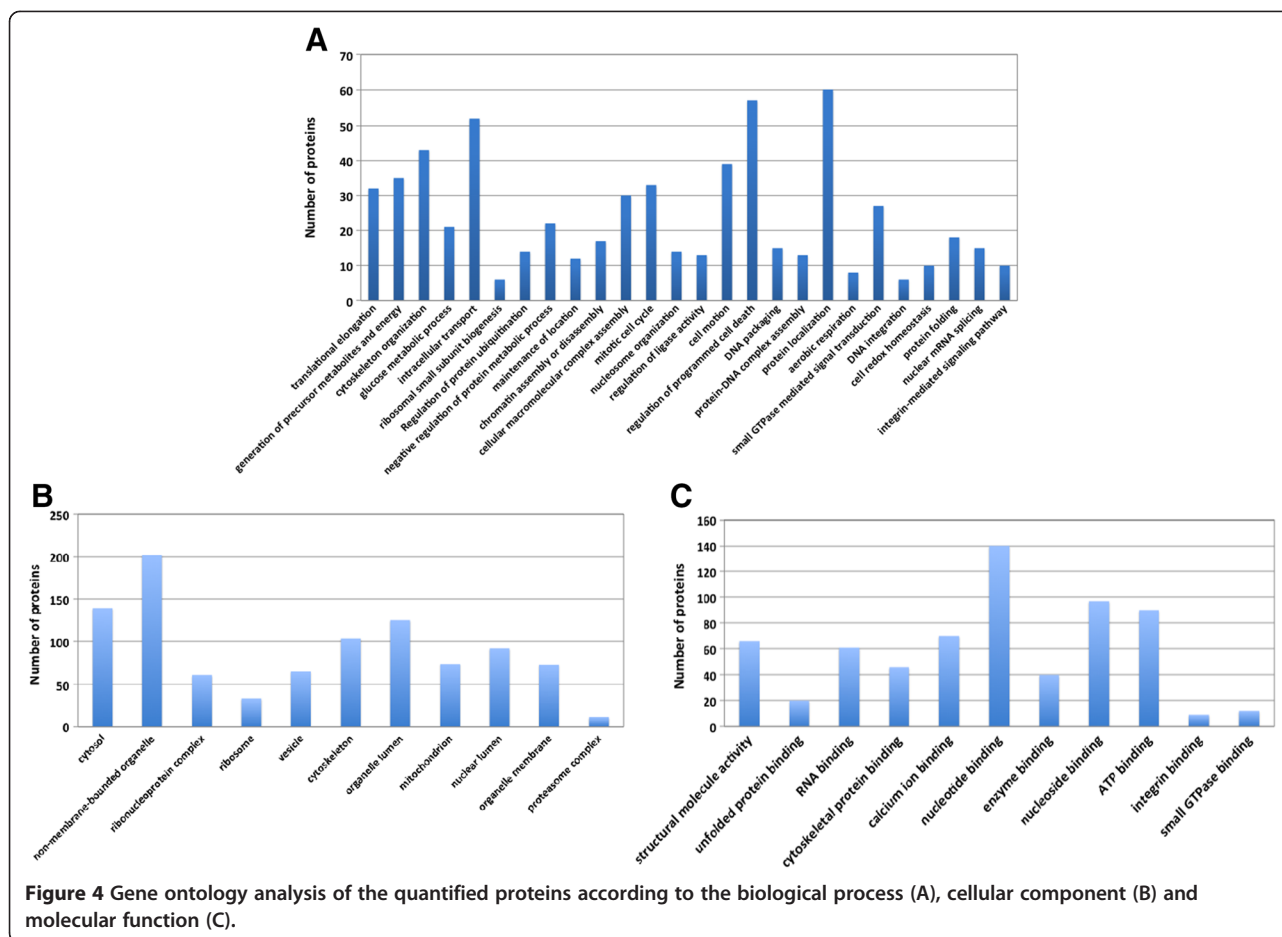 A
Number of proteins
70
60
50
40
30
20
10
0
translational elongation
generation of precursor metabolites and energy
cytoskeleton organization
glucose metabolic process
intracellular transport
ribosomal small subunit biogenesis
Regulation of protein ubiquitination
negative regulation of protein metabolic process
maintenance of location
chromatin assembly or disassembly
cellular macromolecular complex assembly
mitotic cell cycle
nucleosome organization
regulation of ligase activity
cell motion
regulation of programmed cell death
DNA packaging
protein-DNA complex assembly
protein localization
aerobic respiration
small GTPase mediated signal transduction
DNA integration
cell redox homeostasis
protein folding
nuclear mRNA splicing
integrin-mediated signaling pathway
B
Number of proteins
250
200
150
100
50
0
cytosol
non-membrane-bounded organelle
ribonucleoprotein complex
ribosome
vesicle
cytoskeleton
organelle lumen
mitochondrion
nuclear lumen
organelle membrane
proteasome complex
C
Number of proteins
160
140
120
100
80
60
40
20
0
structural molecule activity
unfolded protein binding
RNA binding
cytoskeletal protein binding
calcium ion binding
nucleotide binding
enzyme binding
nucleoside binding
ATP binding
integrin binding
small GTPase binding
Figure 4 Gene ontology analysis of the quantified proteins according to the biological process (A), cellular component (B) and
molecular function (C).